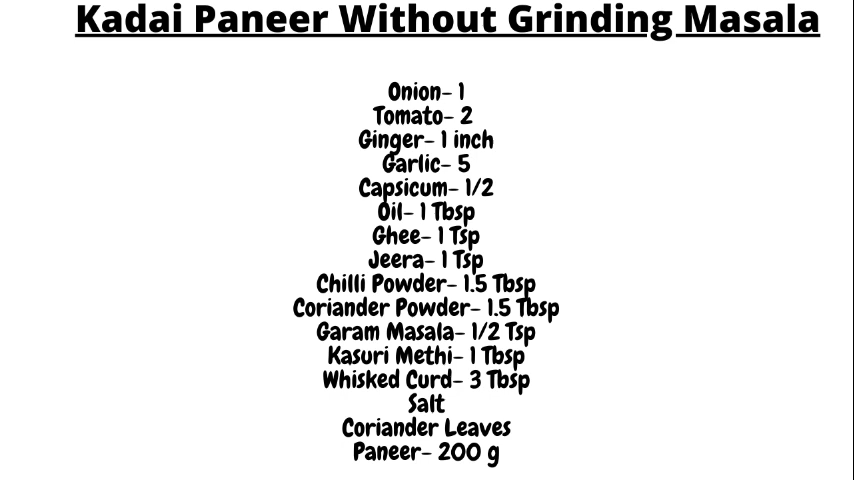 Kadai Paneer Without Grinding Masala
Onion- 1
Tomato- 2
Ginger- 1 inch
Garlic- 5
Capsicum- 1/2
Oil- 1 Tbsp
Ghee- 1 Tsp
Jeera- 1 Tsp
Chilli Powder- 1.5 Tbsp
Coriander Powder- 1.5 Tbsp
Garam Masala- 1/2 Tsp
Kasuri Methi- 1 Tbsp
Whisked Curd- 3 Tbsp
Salt
Coriander Leaves
Paneer- 200 g